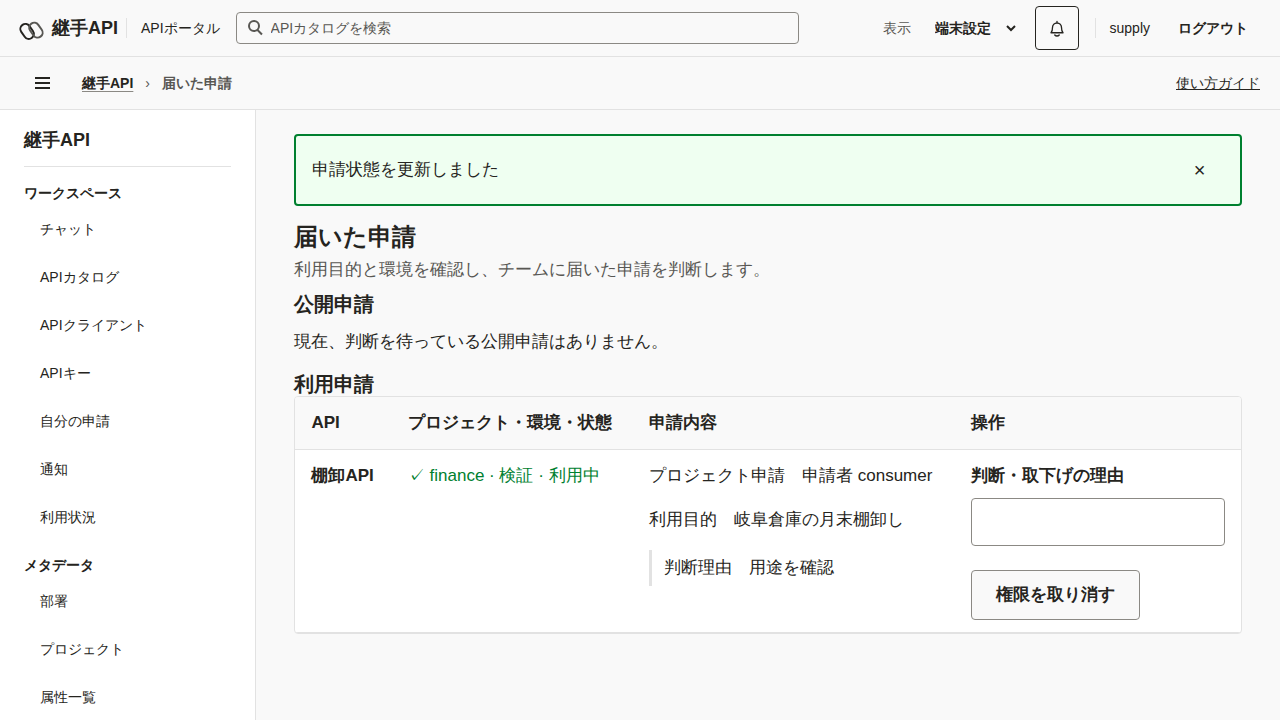 継手API
APIポータル
APIカタログを検索
表示
端末設定
supply
ログアウト
継手API › 届いた申請
使い方ガイド
継手API
ワークスペース
チャット
APIカタログ
APIクライアント
APIキー
自分の申請
通知
利用状況
メタデータ
部署
プロジェクト
属性一覧
申請状態を更新しました ×
届いた申請
利用目的と環境を確認し、チームに届いた申請を判断します。
公開申請
現在、判断を待っている公開申請はありません。
利用申請
API プロジェクト・環境・状態 申請内容 操作
棚卸API ✓ finance · 検証 · 利用中 プロジェクト申請 申請者 consumer 判断・取下げの理由
利用目的 岐阜倉庫の月末棚卸し
判断理由 用途を確認
権限を取り消す